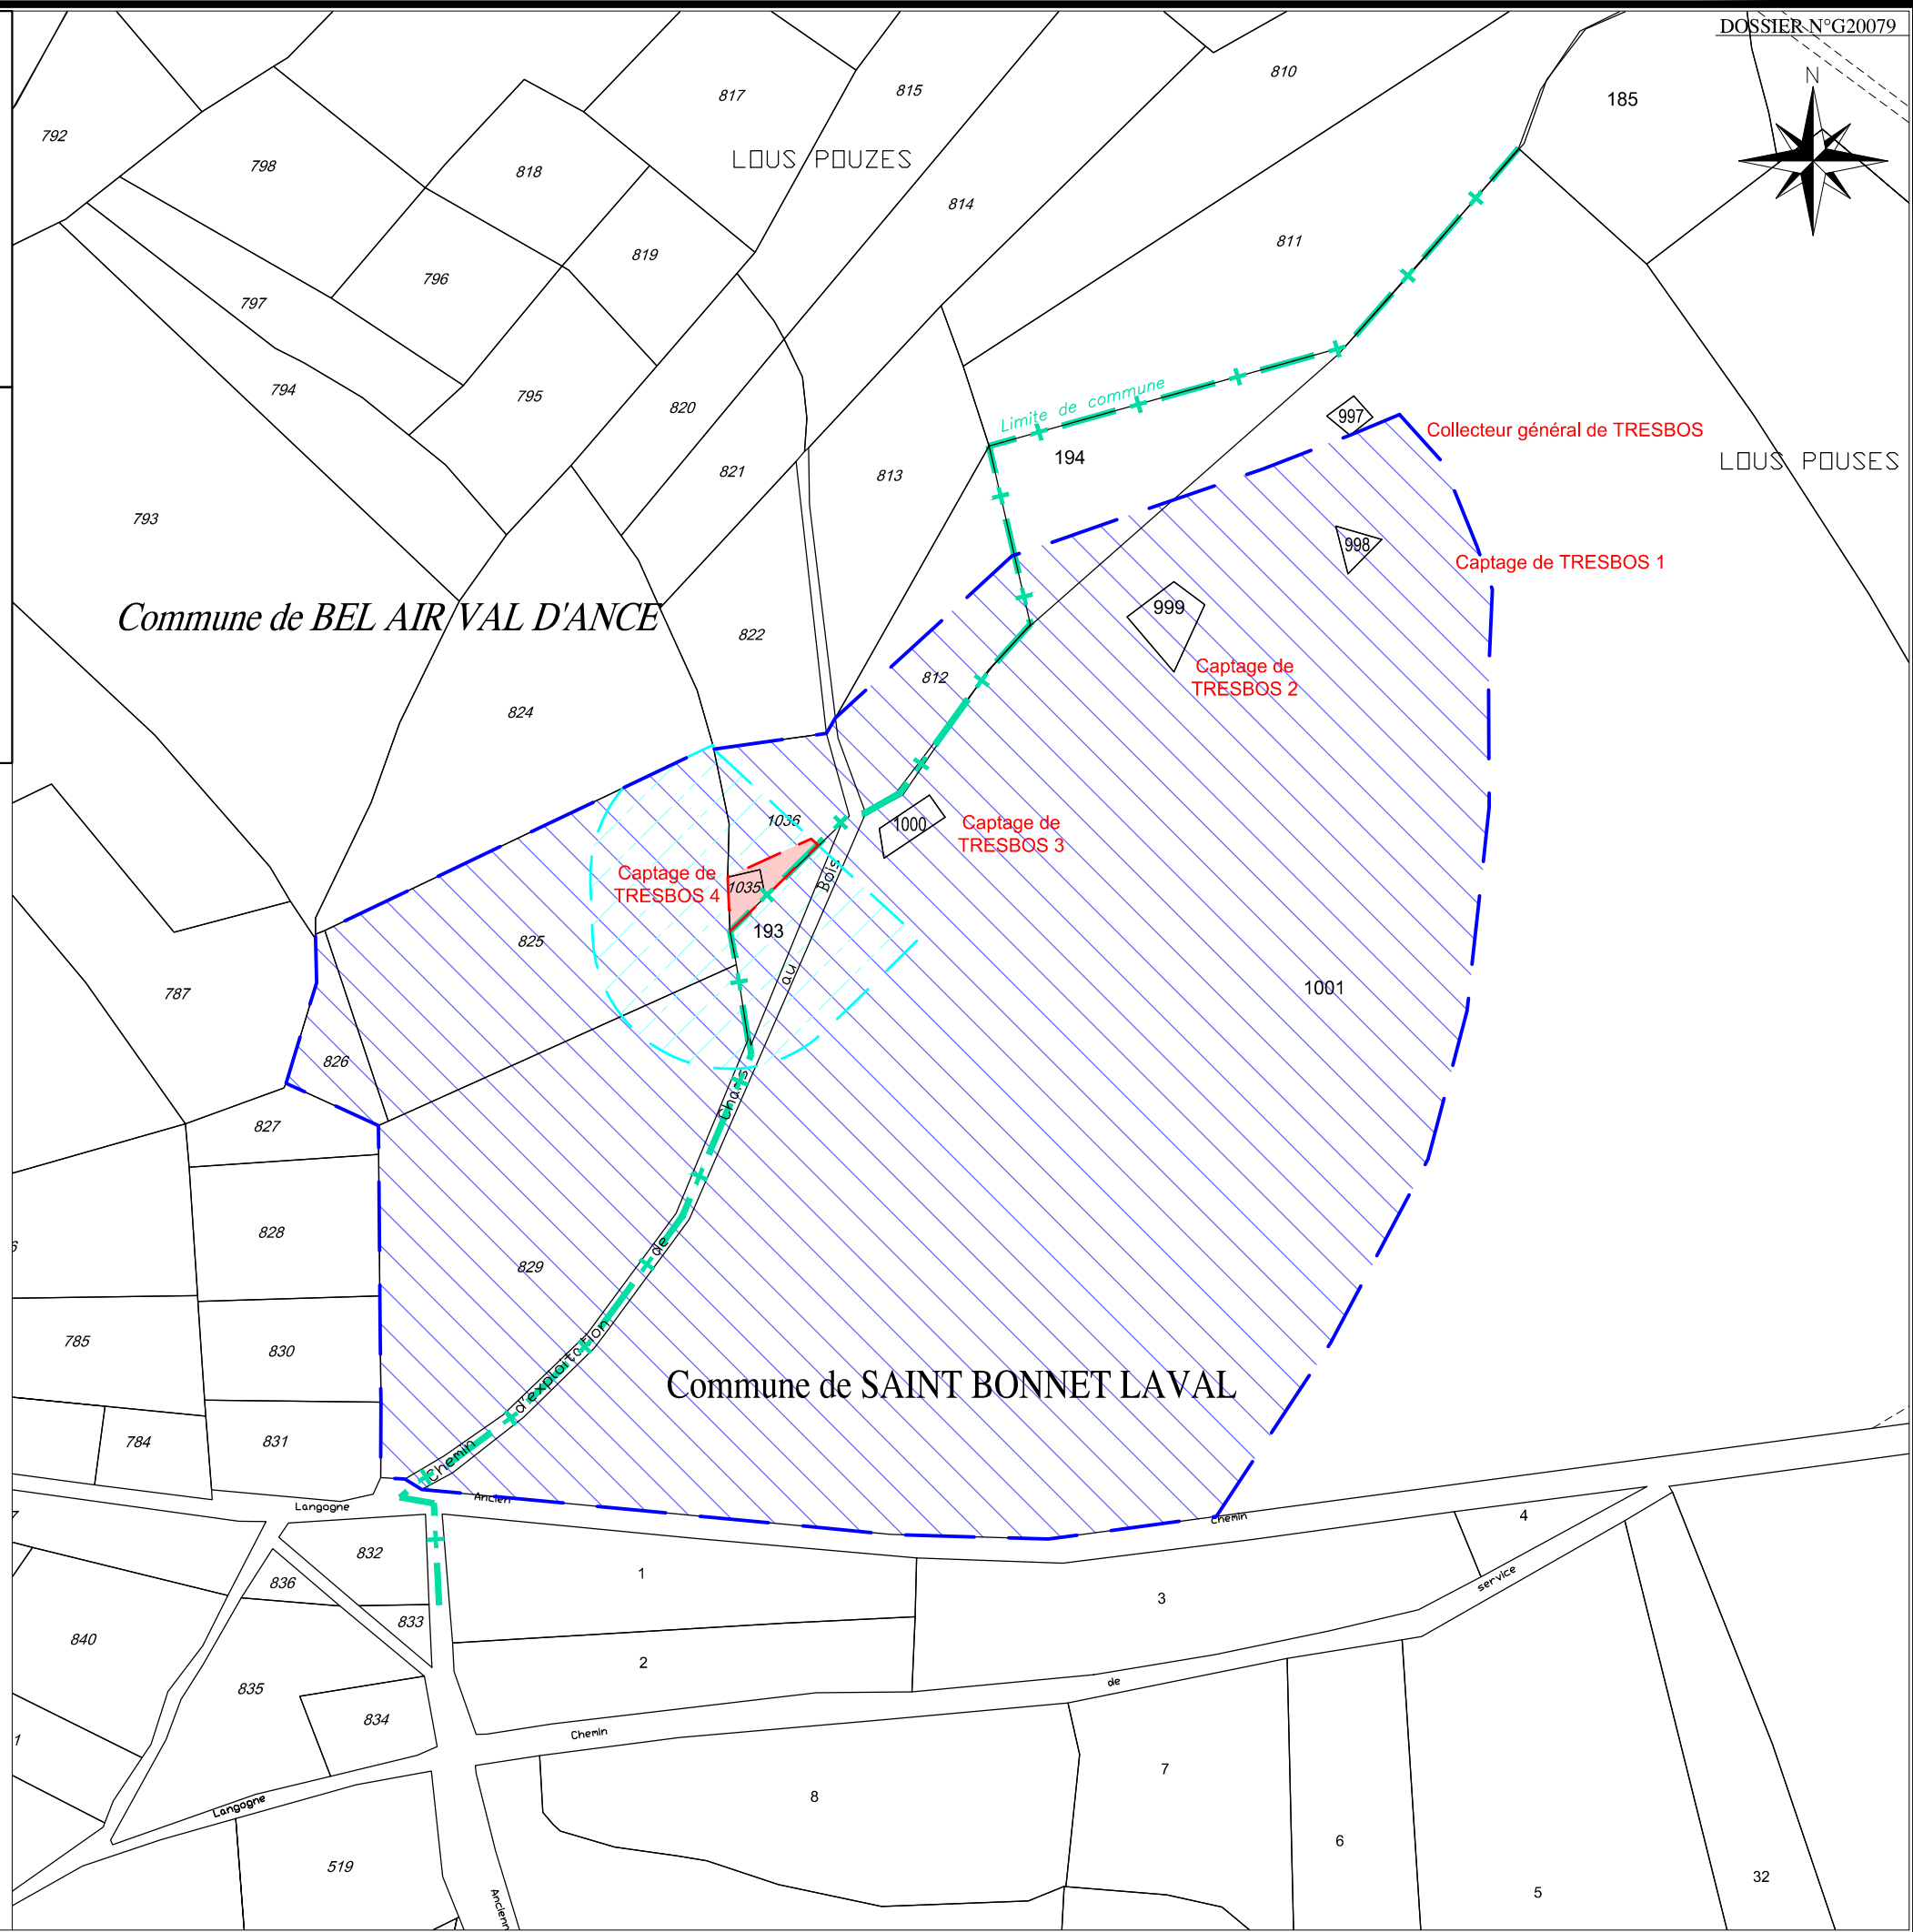 DOSSIER N°G20079
N
810
185
817
815
792
LOUS POUZES
798
818
814
819
811
796
797
794
795
820
Limite de commune
997
Collecteur général de TRESBOS
194
LOUS POUSES
821
813
793
998
Captage de TRESBOS 1
Commune de BEL AIR VAL D'ANCE
999
822
Captage de
TRESBOS 2
812
824
1036
1000
Captage de
TRESBOS 3
Captage de
TRESBOS 4
1035
193
825
1001
787
826
827
828
829
785
830
784
831
Chemin d'exploitation de Chars au Bois
Commune de SAINT BONNET LAVAL
Langogne
Ancien
Chemin
4
832
836
1
3
service
833
840
2
835
de
834
Chemin
7
8
Langogne
6
519
32
5
Ancienn